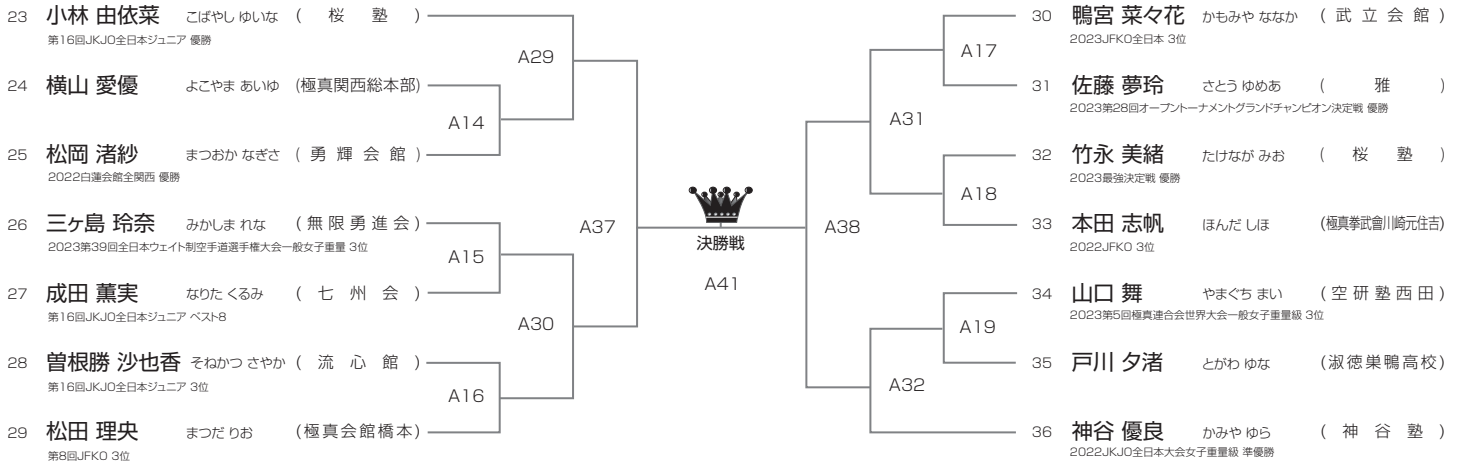 23 小林 由依菜 こばやし ゆいな ( 桜 塾 )
第16回JKJO全日本ジュニア 優勝
24 横山 愛優 よこやま あいゆ (極真関西総本部)
25 松岡 渚紗 まつおか なぎさ ( 勇 輝 会 館 )
2022白蓮会館全関西 優勝
26 三ヶ島 玲奈 みかしま れな ( 無 限 勇 進 会 )
2023第39回全日本ウェイト制空手道選手権大会一般女子重量 3位
27 成田 薫実 なりた くるみ ( 七 州 会 )
第16回JKJO全日本ジュニア ベスト8
28 曽根勝 沙也香 そねかつ さやか ( 流 心 館 )
第16回JKJO全日本ジュニア 3位
29 松田 理央 まつだ りお (極真会館橋本)
第8回JFKO 3位
A29
A14
A15
A16
A37
A30
決勝戦
A41
A38
A31
A32
A17
A18
A19
30 鴨宮 菜々花 かもみや ななか ( 武 立 会 館 )
2023JFKO全日本 3位
31 佐藤 夢玲 さとう ゆめあ ( 雅 )
2023第28回オープントーナメントグランドチャンピオン決定戦 優勝
32 竹永 美緒 たけなが みお ( 桜 塾 )
2023最強決定戦 優勝
33 本田 志帆 ほんだ しほ (極真拳武會川崎元住吉)
2022JFKO 3位
34 山口 舞 やまぐち まい (空研塾西田)
2023第5回極真連合会世界大会一般女子重量級 3位
35 戸川 夕渚 とがわ ゆな (淑徳巣鴨高校)
36 神谷 優良 かみや ゆら ( 神 谷 塾 )
2022JKJO全日本大会女子重量級 準優勝